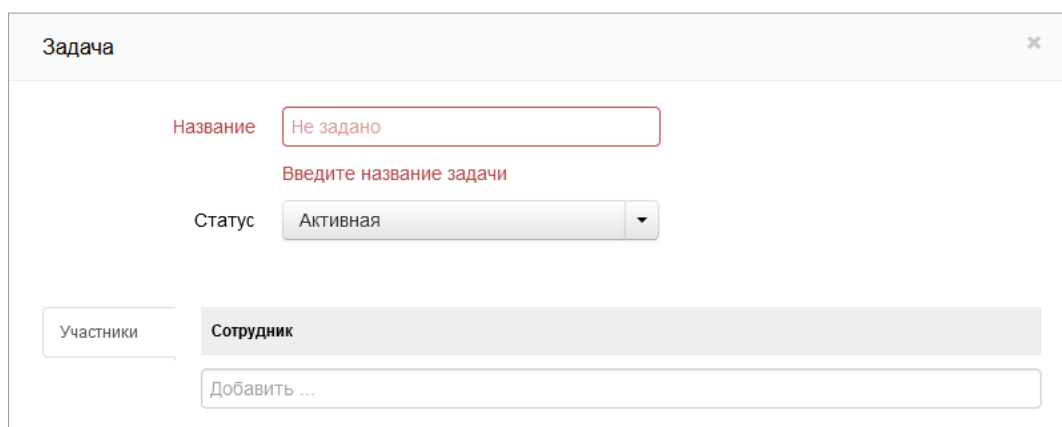 Задача
Название
Не задано
Введите название задачи
Статус
Активная
Участники
Сотрудник
Добавить ...